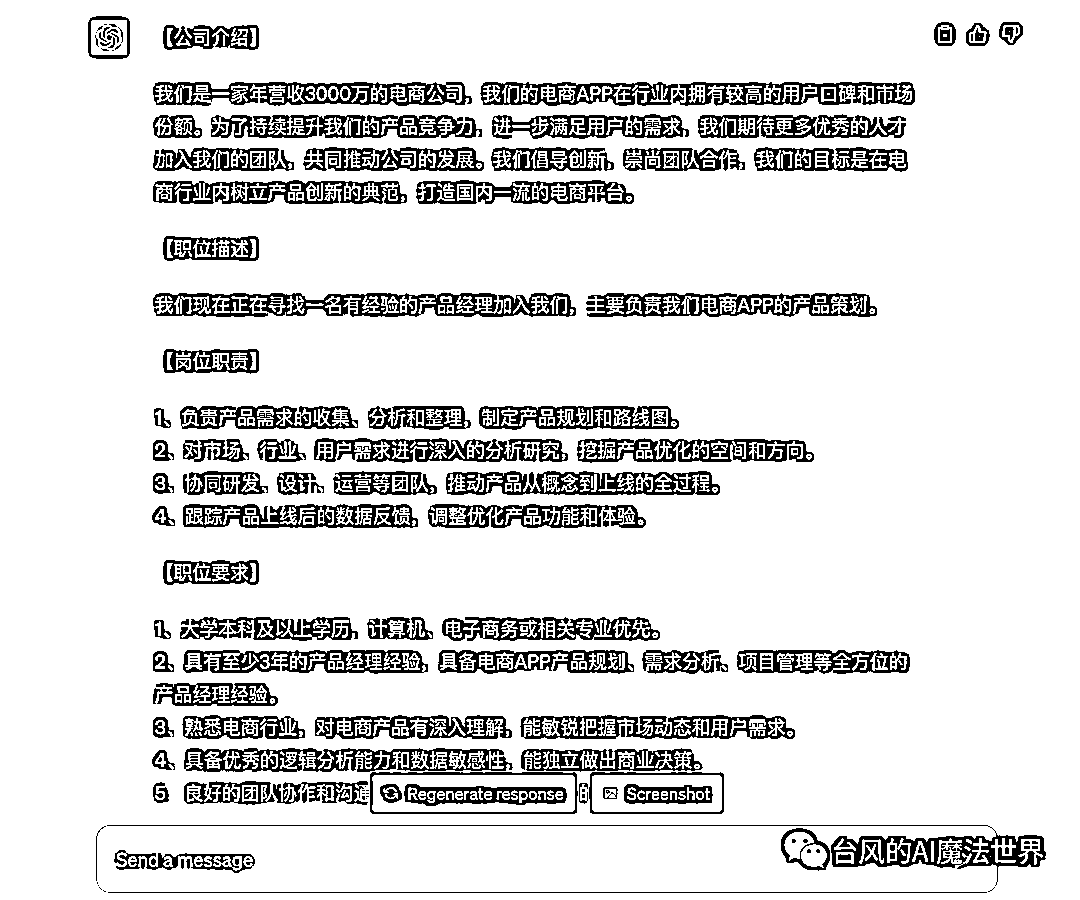 【公司介绍】
我们是一家年营收3000万的电商公司，我们的电商APP在行业内拥有较高的用户口碑和市场
份额。为了持续提升我们的产品竞争力，进一步满足用户的需求，我们期待更多优秀的人才
加入我们的团队，共同推动公司的发展。我们倡导创新，崇尚团队合作，我们的目标是在电
商行业内树立产品创新的典范，打造国内一流的电商平台。
【职位描述】
我们现在正在寻找一名有经验的产品经理加入我们，主要负责我们电商APP的产品策划。
【岗位职责】
1、负责产品需求的收集、分析和整理，制定产品规划和路线图。
2、对市场、行业、用户需求进行深入的分析研究，挖掘产品优化的空间和方向。
3、协同研发、设计、运营等团队，推动产品从概念到上线的全过程。
4、跟踪产品上线后的数据反馈，调整优化产品功能和体验。
【职位要求】
1、大学本科及以上学历，计算机、电子商务或相关专业优先。
2、具有至少3年的产品经理经验，具备电商APP产品规划、需求分析、项目管理等全方位的
产品经理经验。
3、熟悉电商行业，对电商产品有深入理解，能敏锐把握市场动态和用户需求。
4、具备优秀的逻辑分析能力和数据敏感性，能独立做出商业决策。
5 良好的团队协作和沟通
Regenerate response
Screenshot
Send a message
台风的AI魔法世界